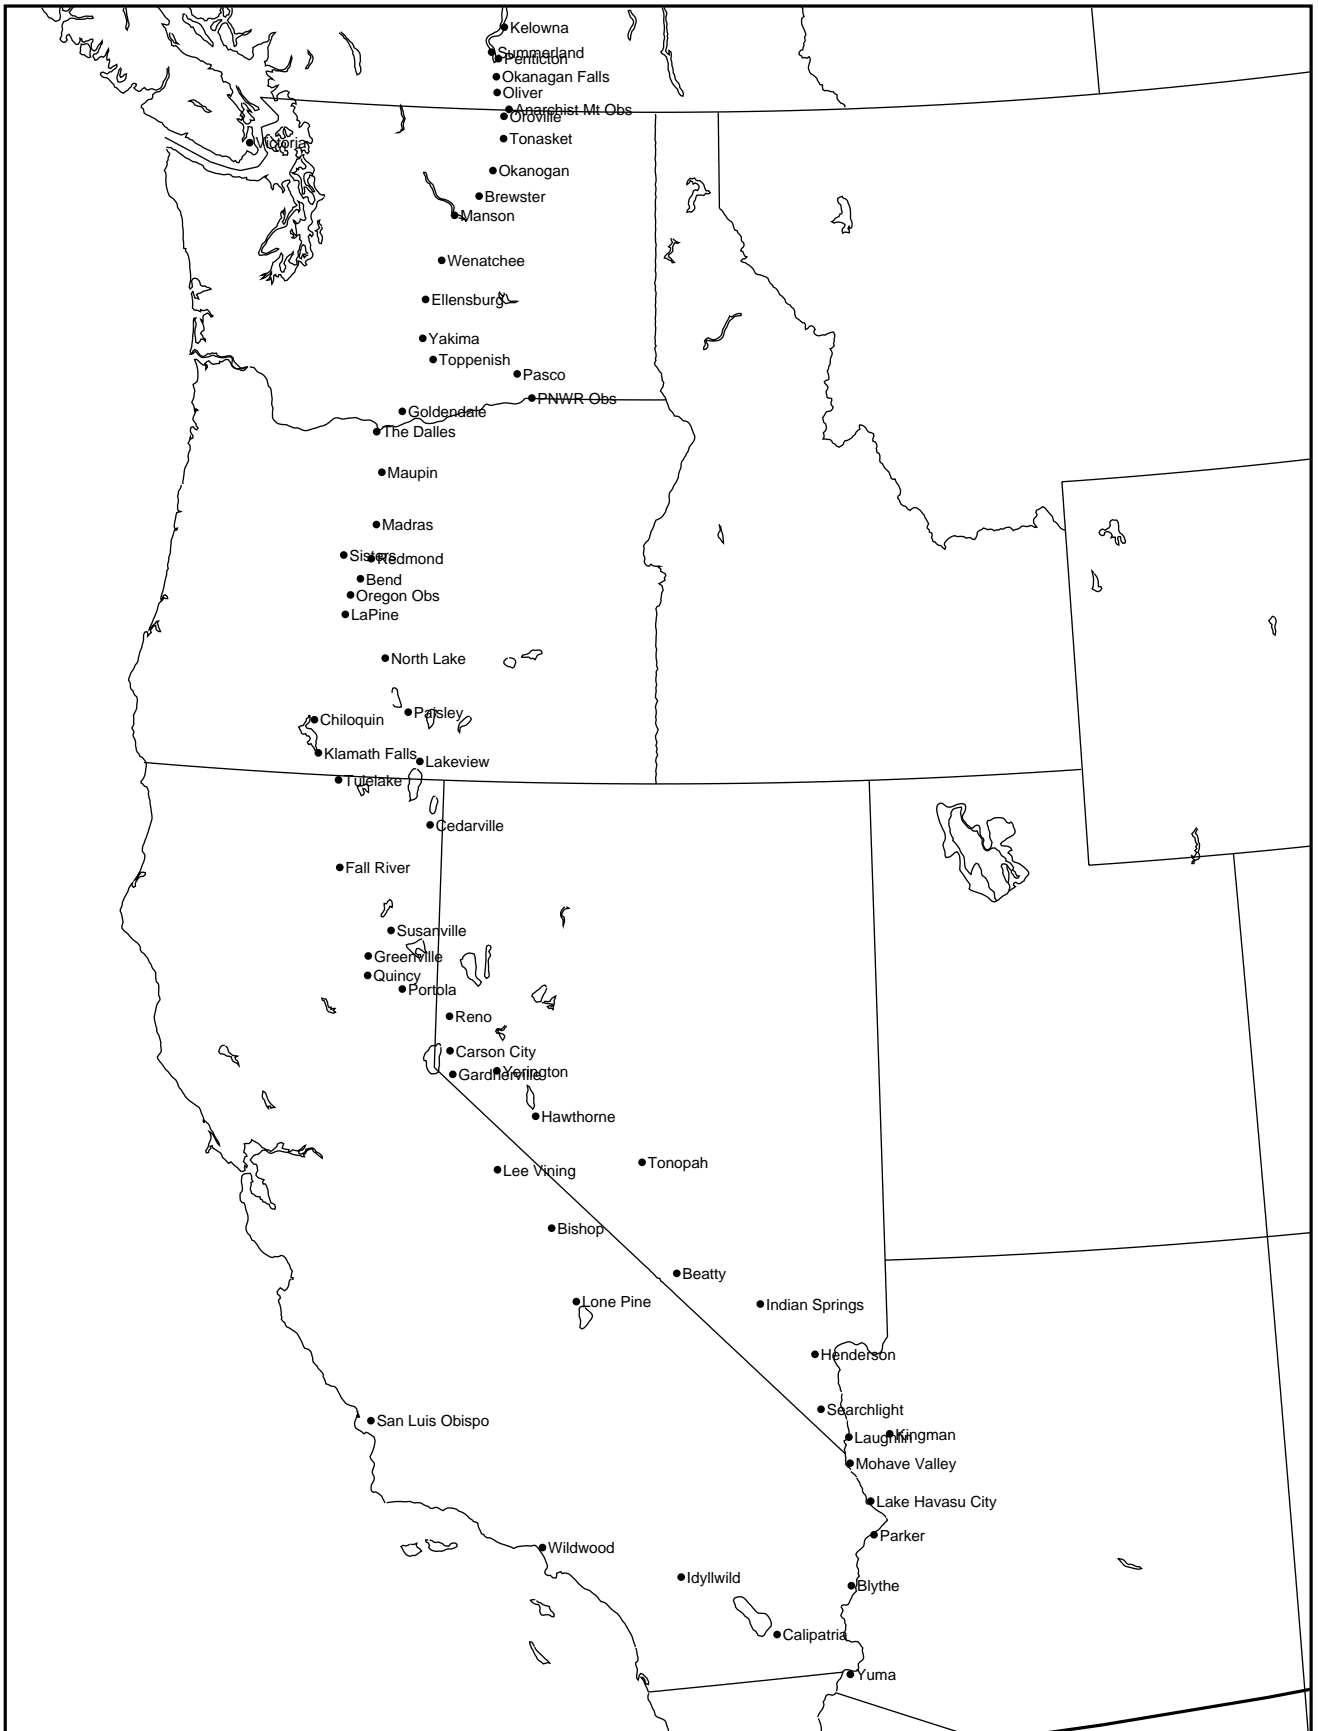 Kelowna
Summerland
Penticton
Okanagan Falls
Oliver
Anarchist Mt Obs
Oroville
Victoria
Tonasket
Okanogan
Brewster
Manson
Wenatchee
Ellensburg
Yakima
Toppenish
Pasco
PNWR Obs
Goldendale
The Dalles
Maupin
Madras
Sisters
Redmond
Bend
Oregon Obs
LaPine
North Lake
Paisley
Chiloquin
Klamath Falls
Lakeview
Tulelake
Cedarville
Fall River
Susanville
Greenville
Quincy
Portola
Reno
Carson City
Yerington
Gardnerville
Hawthorne
Tonopah
Lee Vining
Bishop
Beatty
Lone Pine
Indian Springs
Henderson
Searchlight
San Luis Obispo
Kingman
Laughlin
Mohave Valley
Lake Havasu City
Parker
Wildwood
Idyllwild
Blythe
Calipatria
Yuma